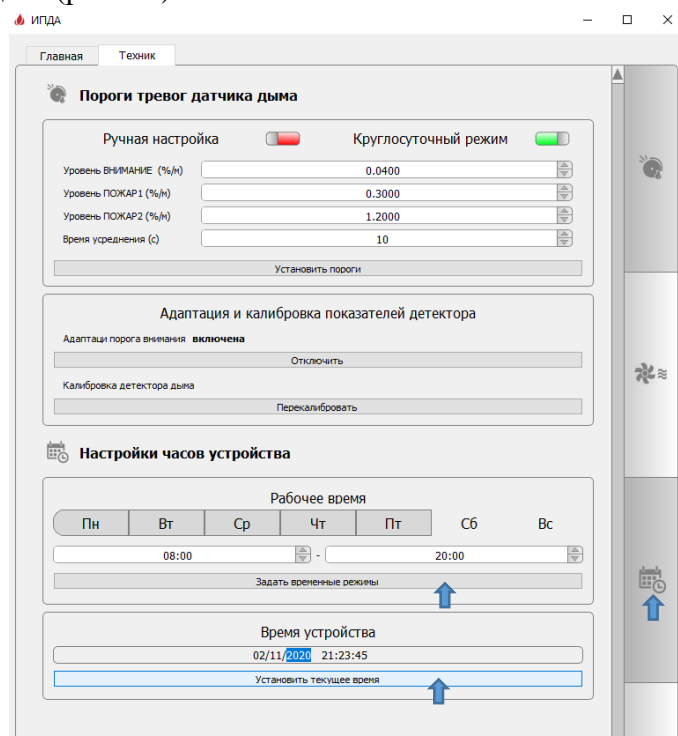 ИПДА
Главная Техник
Пороги тревог датчика дыма
Ручная настройка Круглосуточный режим
Уровень ВНИМАНИЕ (%/м) 0.0400
Уровень ПОЖАР1 (%/м) 0.3000
Уровень ПОЖАР2 (%/м) 1.2000
Время усреднения (с) 10
Установить пороги
Адаптация и калибровка показателей детектора
Адаптаци порога внимания включена
Отключить
Калибровка детектора дыма
Перекалибровать
Настройки часов устройства
Рабочее время
Пн Вт Ср Чт Пт Сб Вс
08:00 - 20:00
Задать временные режимы
Время устройства
02/11/2020 21:23:45
Установить текущее время